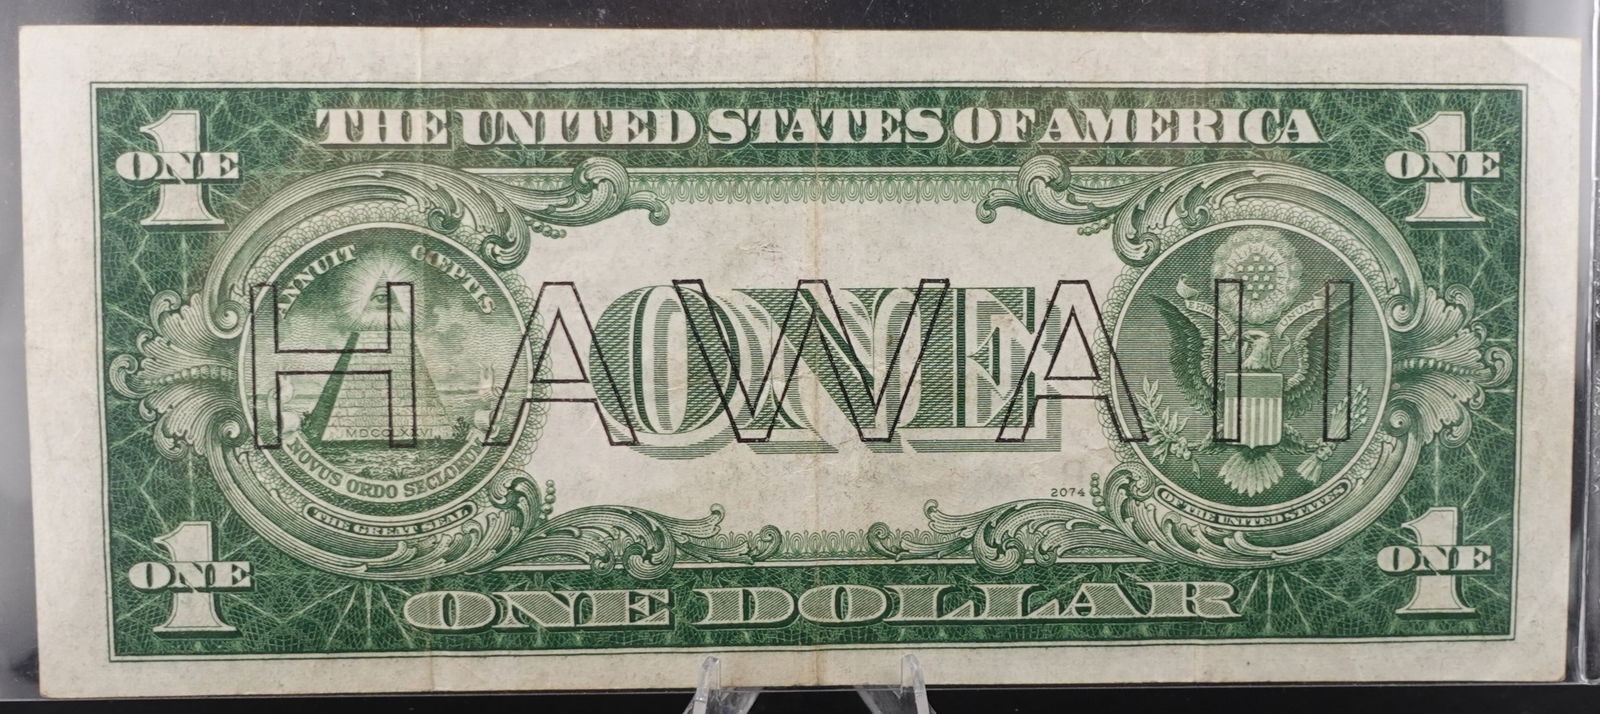 THE UNITED STATES OF AMERICA
1 ONE
1 ONE
ANNUIT CŒPTIS
MDCCLXXVI
NOVUS ORDO SECLORUM
THE GREAT SEAL
HAWAII
ONE
2074
OF THE UNITED STATES
1 ONE
ONE DOLLAR
1 ONE